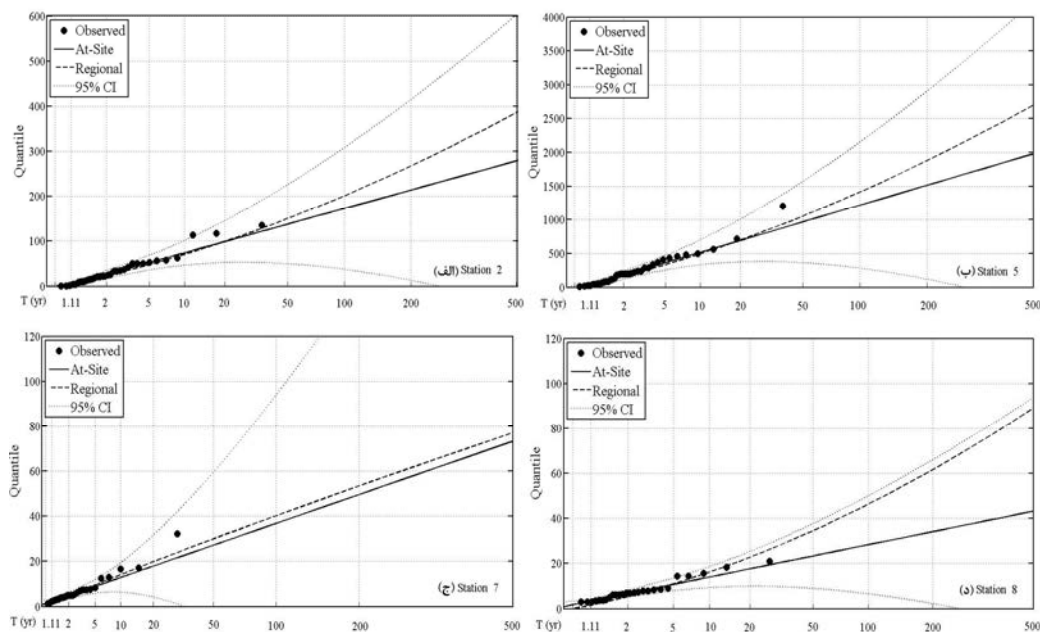 600
500
400
300
200
100
0
Quantile
Observed
At-Site
Regional
95% CI
(الف) Station 2
T (yr) 1.11 2 5 10 20 50 100 200 500
4000
3500
3000
2500
2000
1500
1000
500
0
Quantile
Observed
At-Site
Regional
95% CI
(ب) Station 5
T (yr) 1.11 2 5 10 20 50 100 200 500
120
100
80
60
40
20
0
Quantile
Observed
At-Site
Regional
95% CI
(ج) Station 7
T (yr) 1.11 2 5 10 20 50 100 200 500
120
100
80
60
40
20
0
Quantile
Observed
At-Site
Regional
95% CI
(د) Station 8
T (yr) 1.11 2 5 10 20 50 100 200 500